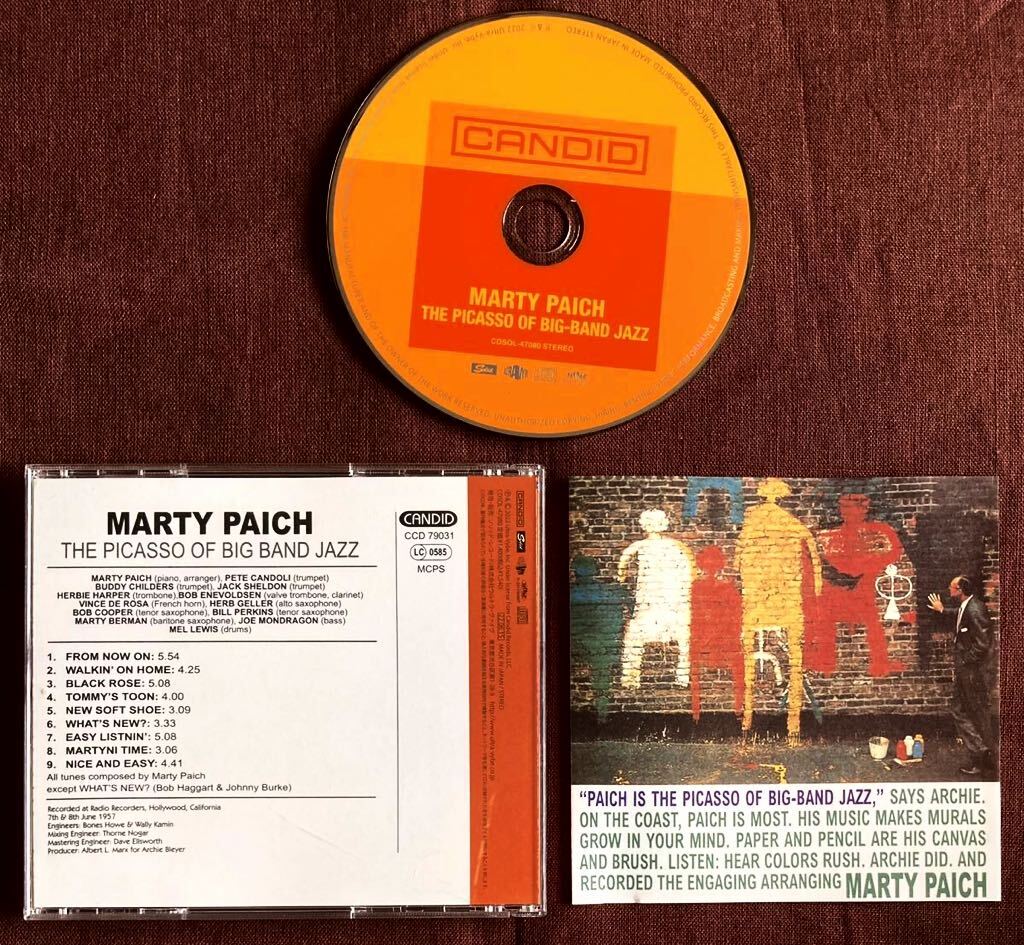 CANDID
MARTY PAICH
THE PICASSO OF BIG-BAND JAZZ
COSOL-47080 STEREO
MARTY PAICH
THE PICASSO OF BIG BAND JAZZ
CANDID
CCD 79031
LC 0585
MCPS
MARTY PAICH (piano, arranger), PETE CANDOLI (trumpet)
BUDDY CHILDERS (trumpet), JACK SHELDON (trumpet)
HERBIE HARPER (trombone),BOB ENEVOLDSEN (valve trombone, clarinet)
VINCE DE ROSA (French horn), HERB GELLER (alto saxophone)
BOB COOPER (tenor saxophone), BILL PERKINS (tenor saxophone)
MARTY BERMAN (baritone saxophone), JOE MONDRAGON (bass)
MEL LEWIS (drums)
1. FROM NOW ON: 5.54
2. WALKIN' ON HOME: 4.25
3. BLACK ROSE: 5.08
4. TOMMY'S TOON: 4.00
5. NEW SOFT SHOE: 3.09
6. WHAT'S NEW?: 3.33
7. EASY LISTNIN': 5.08
8. MARTYNI TIME: 3.06
9. NICE AND EASY: 4.41
All tunes composed by Marty Paich
except WHAT'S NEW? (Bob Haggart & Johnny Burke)
Recorded at Radio Recorders, Hollywood, California
7th & 8th June 1957
Engineers: Bones Howe & Wally Kamin
Mixing Engineer: Thorne Nogar
Mastering Engineer: Dave Ellsworth
Producer: Albert L. Marx for Archie Bleyer
CANDID
"PAICH IS THE PICASSO OF BIG-BAND JAZZ," SAYS ARCHIE.
ON THE COAST, PAICH IS MOST. HIS MUSIC MAKES MURALS
GROW IN YOUR MIND. PAPER AND PENCIL ARE HIS CANVAS
AND BRUSH. LISTEN: HEAR COLORS RUSH. ARCHIE DID. AND
RECORDED THE ENGAGING ARRANGING MARTY PAICH